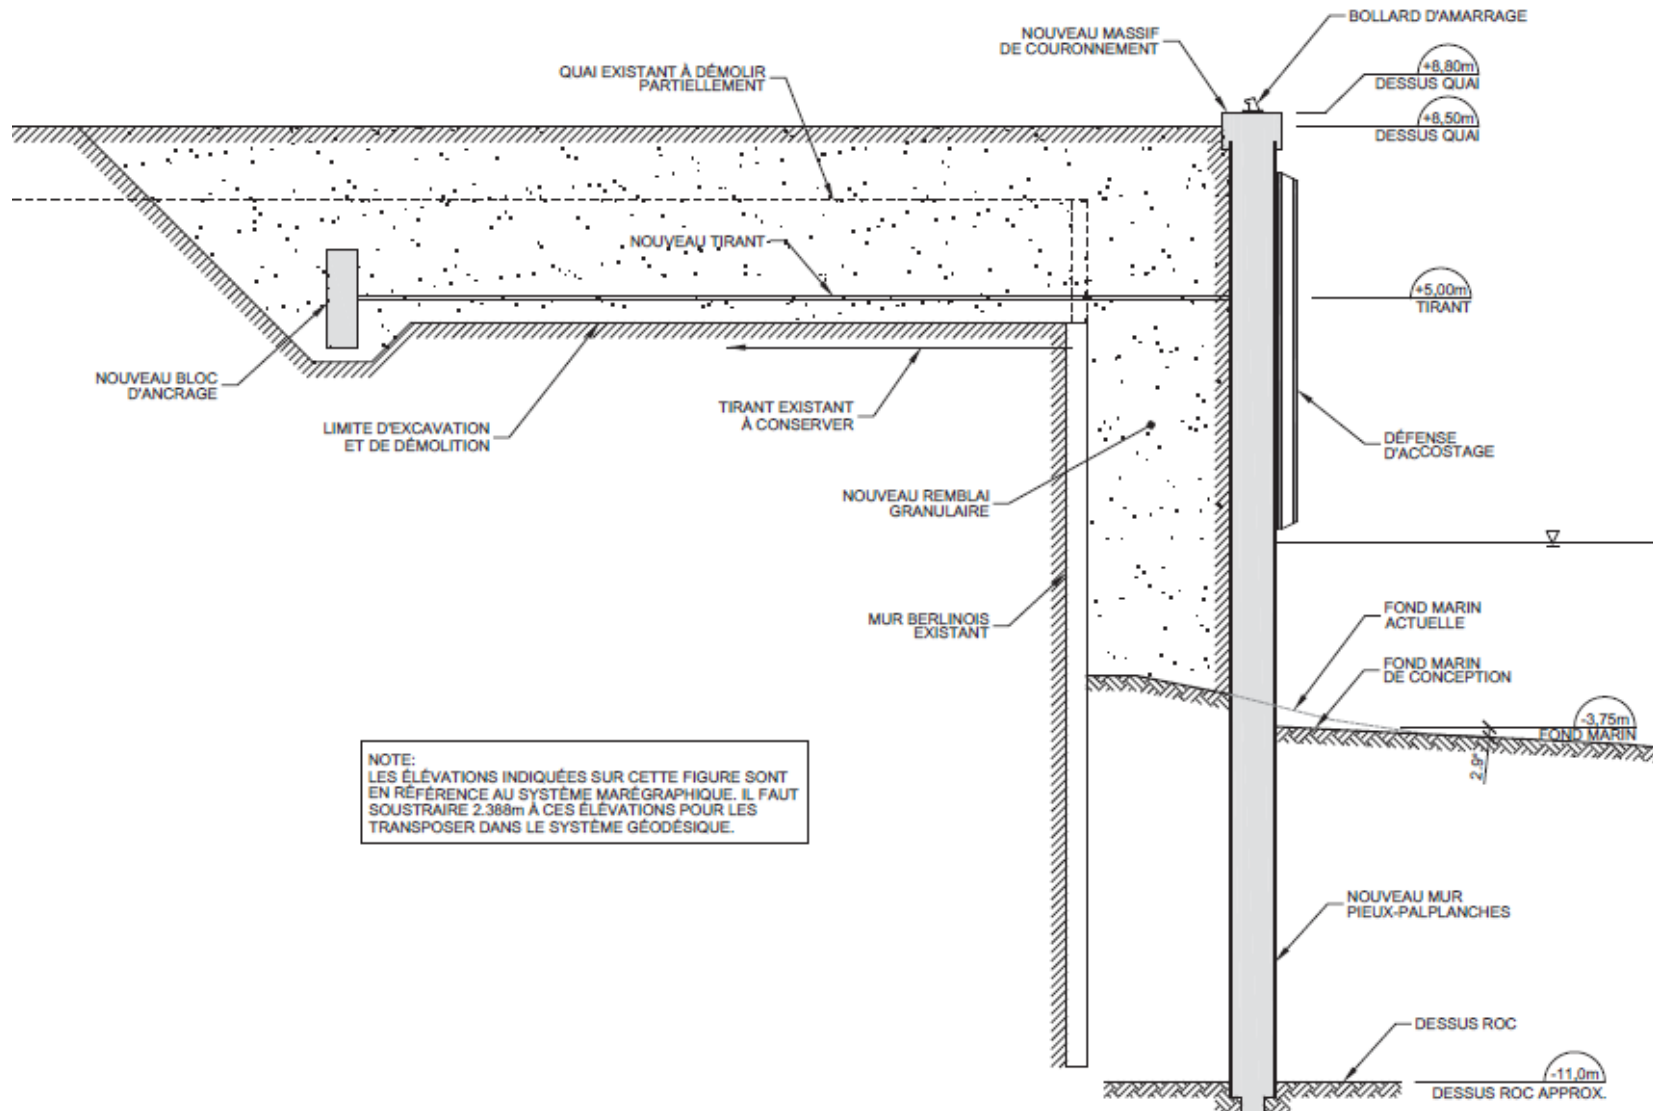 BOLLARD D'AMARRAGE
NOUVEAU MASSIF
DE COURONNEMENT
+8,80m
DESSUS QUAI
QUAI EXISTANT À DÉMOLIR
PARTIELLEMENT
+8,50m
DESSUS QUAI
NOUVEAU TIRANT
+5,00m
TIRANT
NOUVEAU BLOC
D'ANCRAGE
TIRANT EXISTANT
À CONSERVER
LIMITE D'EXCAVATION
ET DE DÉMOLITION
DÉFENSE
D'ACCOSTAGE
NOUVEAU REMBLAI
GRANULAIRE
MUR BERLINOIS
EXISTANT
FOND MARIN
ACTUELLE
FOND MARIN
DE CONCEPTION
-3,75m
FOND MARIN
2.9°
NOTE:
LES ÉLÉVATIONS INDIQUÉES SUR CETTE FIGURE SONT
EN RÉFÉRENCE AU SYSTÈME MARÉGRAPHIQUE. IL FAUT
SOUSTRAIRE 2.388m À CES ÉLÉVATIONS POUR LES
TRANSPOSER DANS LE SYSTÈME GÉODÉSIQUE.
NOUVEAU MUR
PIEUX-PALPLANCHES
DESSUS ROC
-11,0m
DESSUS ROC APPROX.